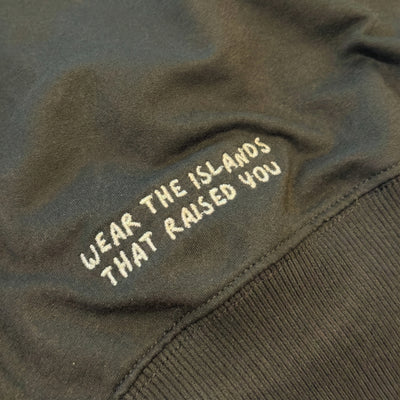 WEAR THE ISLANDS
THAT RAISED YOU